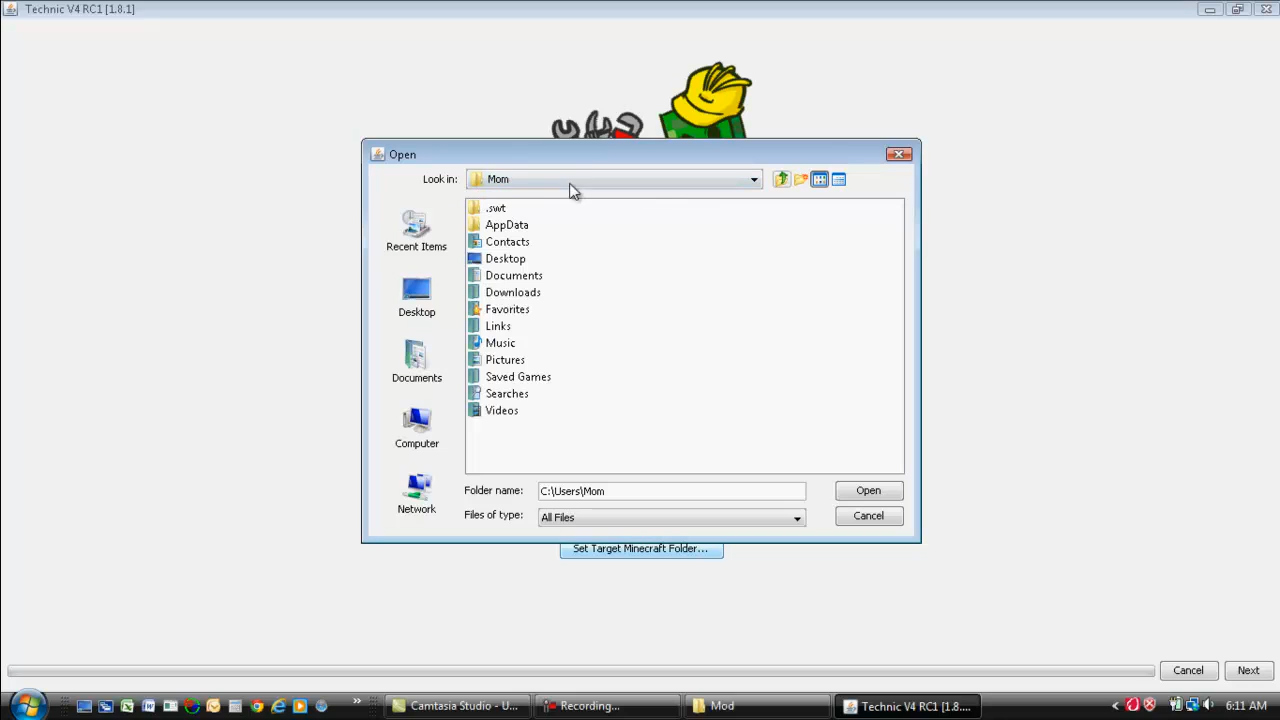 Technic V4 RC1 [1.8.1]
Open
Look in:
Mom
Recent Items
Desktop
Documents
Computer
Network
.swt
AppData
Contacts
Desktop
Documents
Downloads
Favorites
Links
Music
Pictures
Saved Games
Searches
Videos
Folder name:
C:\Users\Mom
Open
Files of type:
All Files
Cancel
Set Target Minecraft Folder...
Cancel
Next
»
Camtasia Studio - U...
Recording...
Mod
Technic V4 RC1 [1.8....
6:11 AM